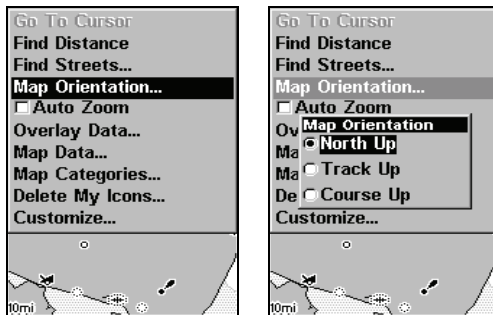 Go To Cursor
Find Distance
Find Streets...
Map Orientation...
Auto Zoom
Overlay Data...
Map Data...
Map Categories...
Delete My Icons...
Customize...
10mi
Go To Cursor
Find Distance
Find Streets...
Map Orientation...
Auto Zoom
Ov
Map Orientation
North Up
Ma
Track Up
Ma
De
Course Up
Customize...
10mi